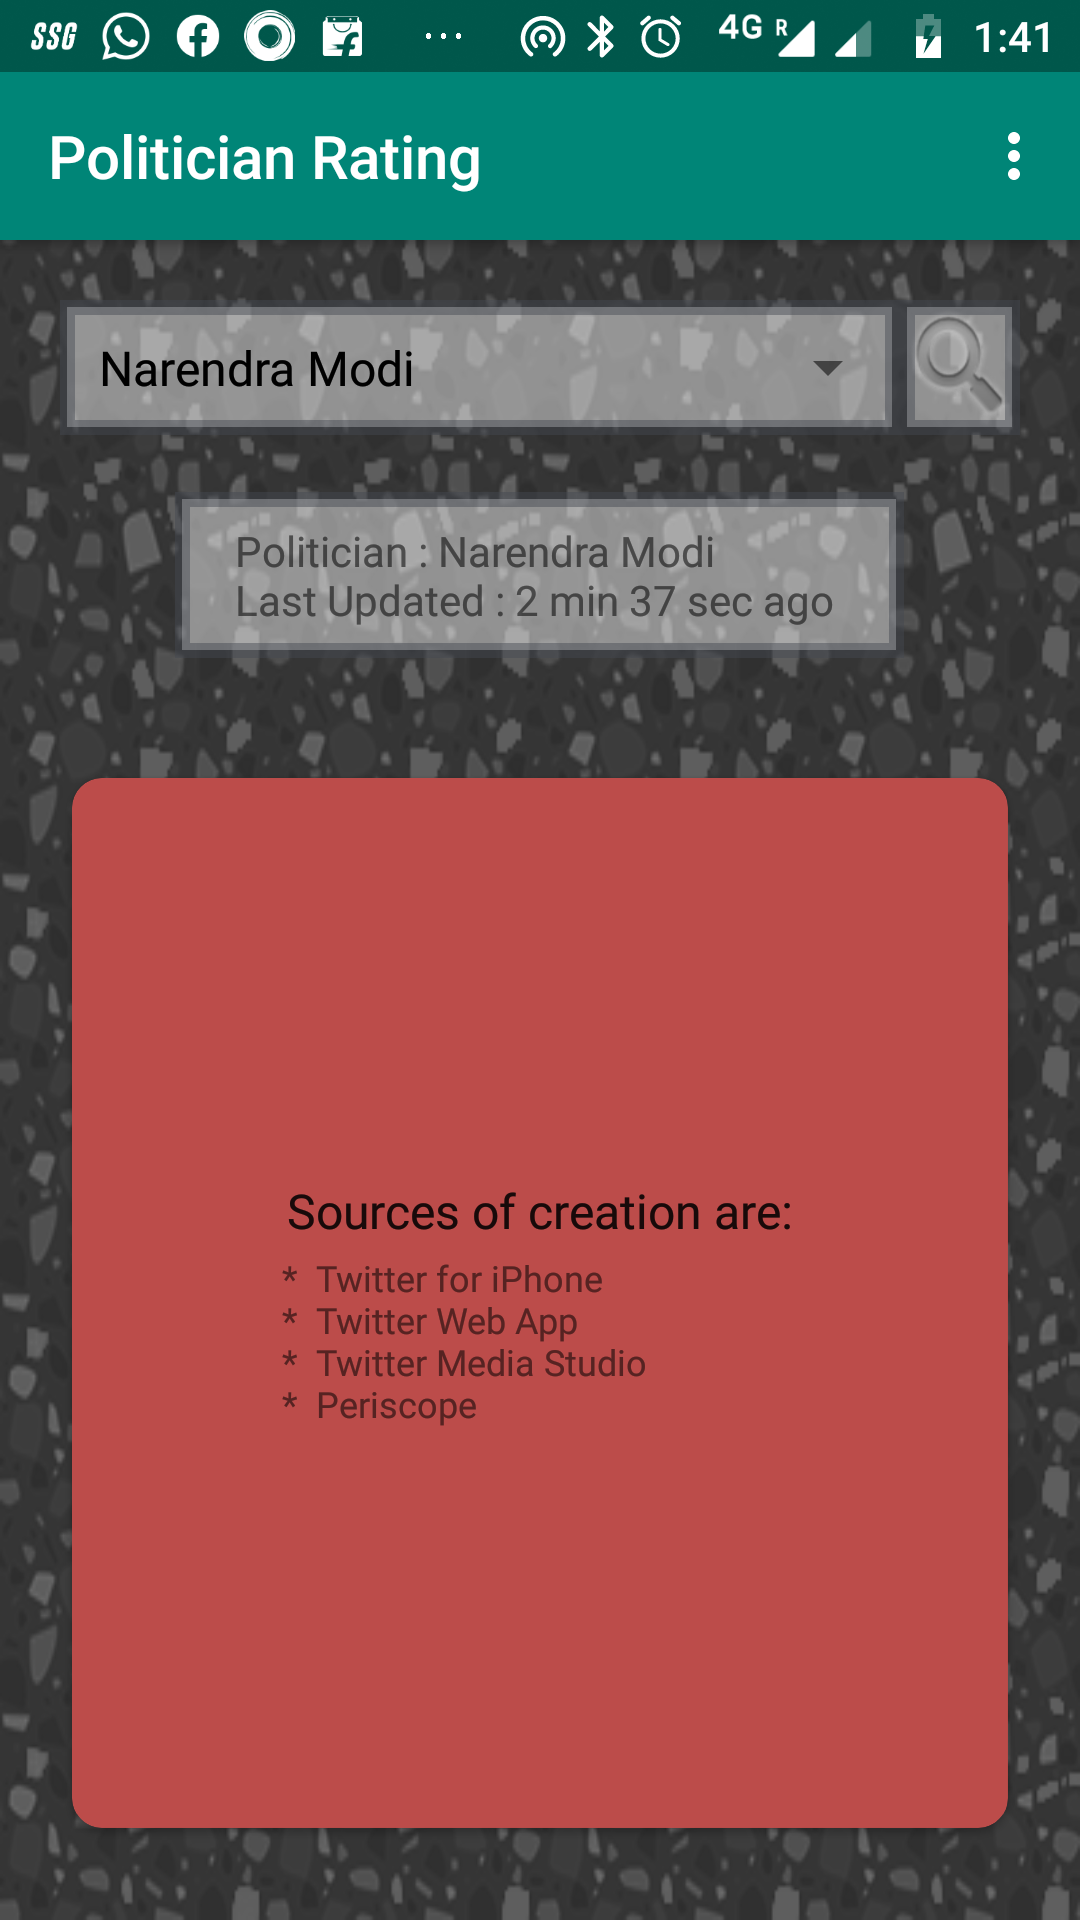 SSG ... 4G R 1:41
Politician Rating
Narendra Modi
Politician : Narendra Modi
Last Updated : 2 min 37 sec ago
Sources of creation are:
* Twitter for iPhone
* Twitter Web App
* Twitter Media Studio
* Periscope